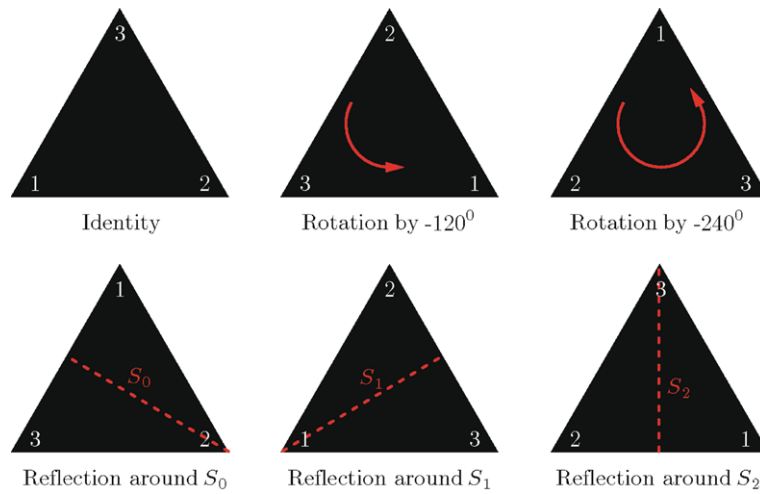 3
2
1
1 2
3 1
2 3
Identity
Rotation by -120⁰
Rotation by -240⁰
1
2
3
S₀
S₁
S₂
3 2
1 3
2 1
Reflection around S₀
Reflection around S₁
Reflection around S₂